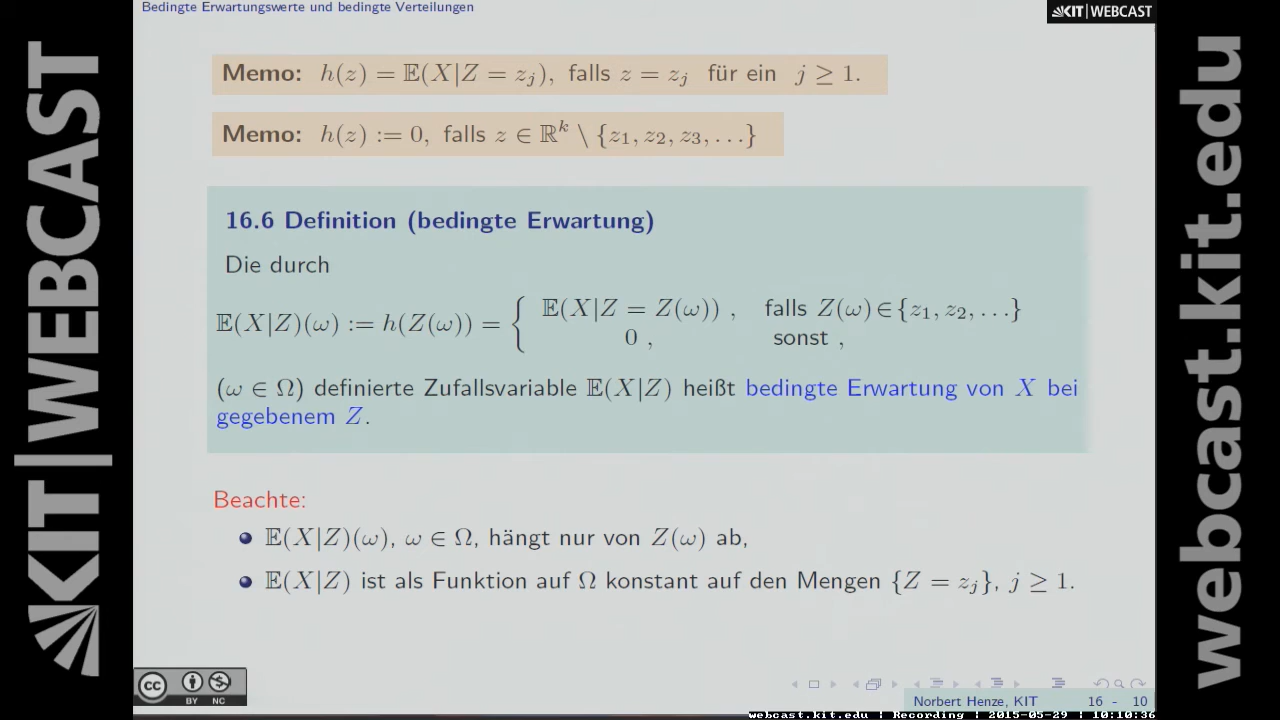 Bedingte Erwartungswerte und bedingte Verteilungen
KIT|WEBCAST
Memo: h(z) = 𝔼(X|Z = z_j), falls z = z_j für ein j ≥ 1.
Memo: h(z) := 0, falls z ∈ ℝ^k \ {z_1, z_2, z_3, . . .}
16.6 Definition (bedingte Erwartung)
Die durch
𝔼(X|Z)(ω) := h(Z(ω)) = { 𝔼(X|Z = Z(ω)) , falls Z(ω)∈{z_1, z_2, . . .}
0 , sonst ,
(ω ∈ Ω) definierte Zufallsvariable 𝔼(X|Z) heißt bedingte Erwartung von X bei
gegebenem Z.
Beachte:
𝔼(X|Z)(ω), ω ∈ Ω, hängt nur von Z(ω) ab,
𝔼(X|Z) ist als Funktion auf Ω konstant auf den Mengen {Z = z_j}, j ≥ 1.
cc
BY NC
Norbert Henze, KIT 16 - 10
webcast.kit.edu | Recording | 2015-05-29 | 10:10:36
KIT|WEBCAST
webcast.kit.edu